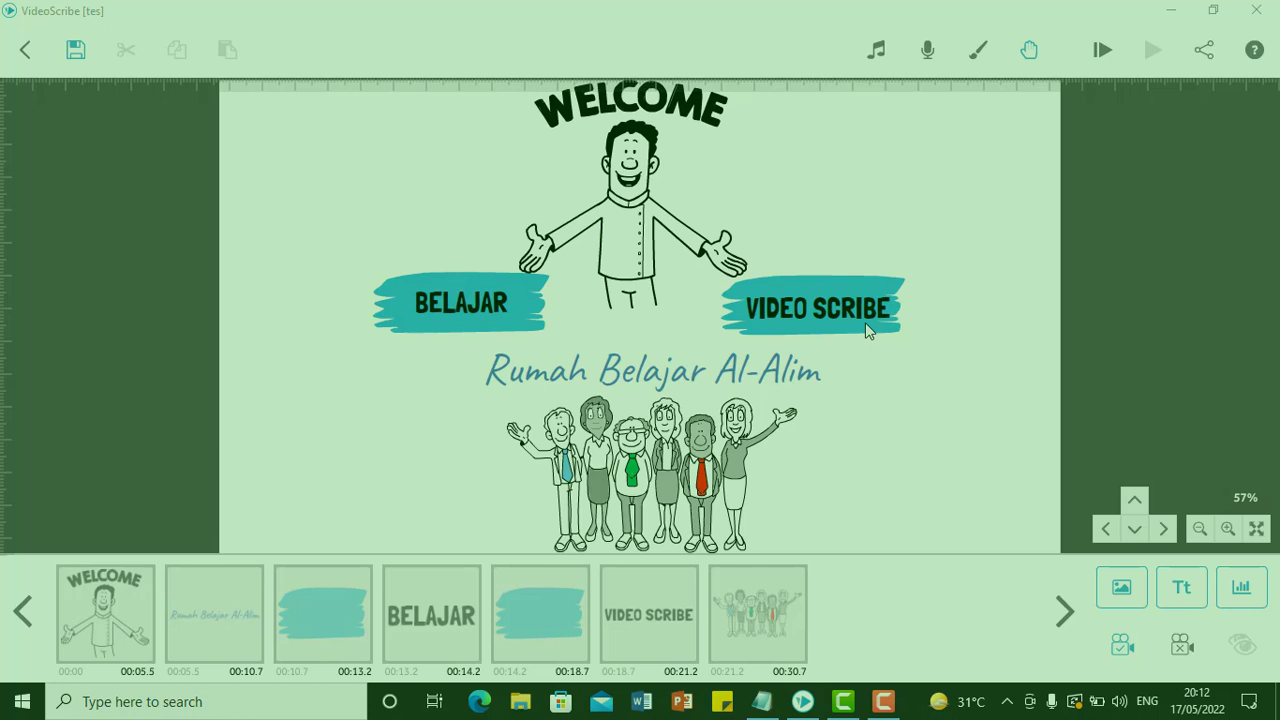 VideoScribe [tes]
WELCOME
BELAJAR
VIDEO SCRIBE
Rumah Belajar Al-Alim
57%
WELCOME
Rumah Belajar Al-Alim
BELAJAR
VIDEO SCRIBE
Tt
00:00 00:05.5 00:05.5 00:10.7 00:10.7 00:13.2 00:13.2 00:14.2 00:14.2 00:18.7 00:18.7 00:21.2 00:21.2 00:30.7
Type here to search
31°C
ENG
20:12
17/05/2022